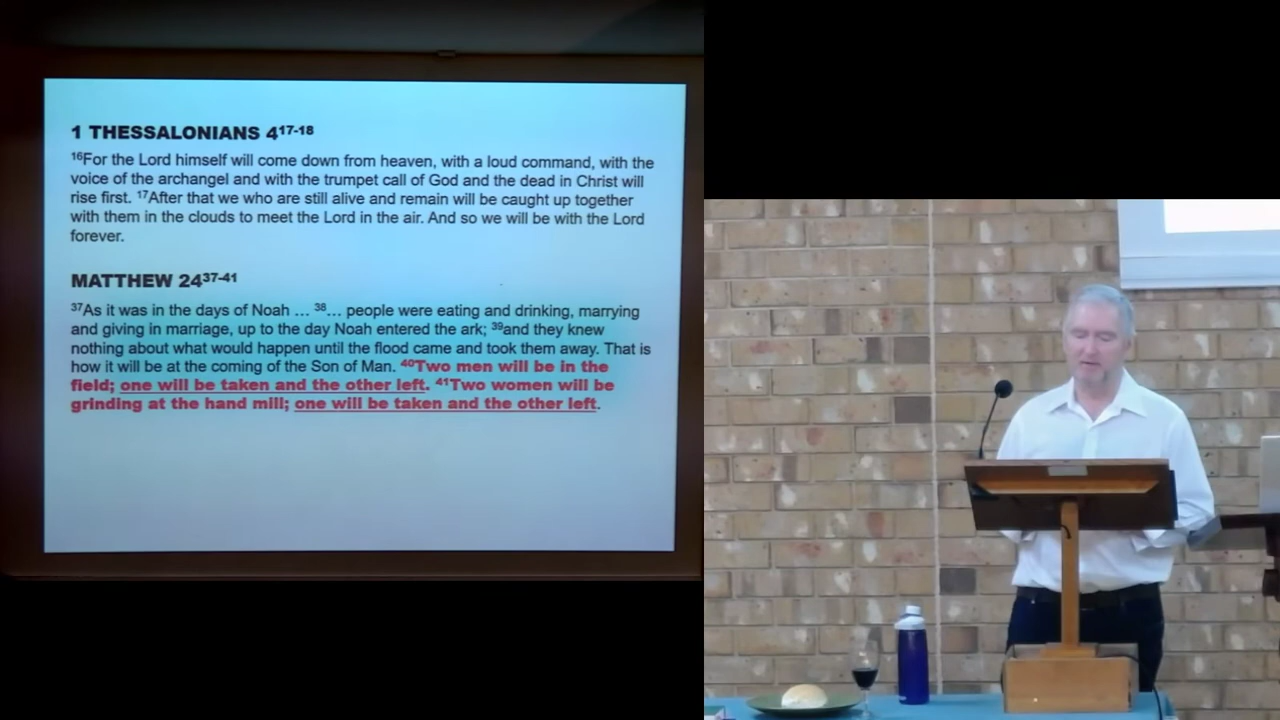 1 THESSALONIANS 4¹⁷⁻¹⁸
¹⁶For the Lord himself will come down from heaven, with a loud command, with the
voice of the archangel and with the trumpet call of God and the dead in Christ will
rise first. ¹⁷After that we who are still alive and remain will be caught up together
with them in the clouds to meet the Lord in the air. And so we will be with the Lord
forever.
MATTHEW 24³⁷⁻⁴¹
³⁷As it was in the days of Noah … ³⁸… people were eating and drinking, marrying
and giving in marriage, up to the day Noah entered the ark; ³⁹and they knew
nothing about what would happen until the flood came and took them away. That is
how it will be at the coming of the Son of Man. ⁴⁰Two men will be in the
field; one will be taken and the other left. ⁴¹Two women will be
grinding at the hand mill; one will be taken and the other left.